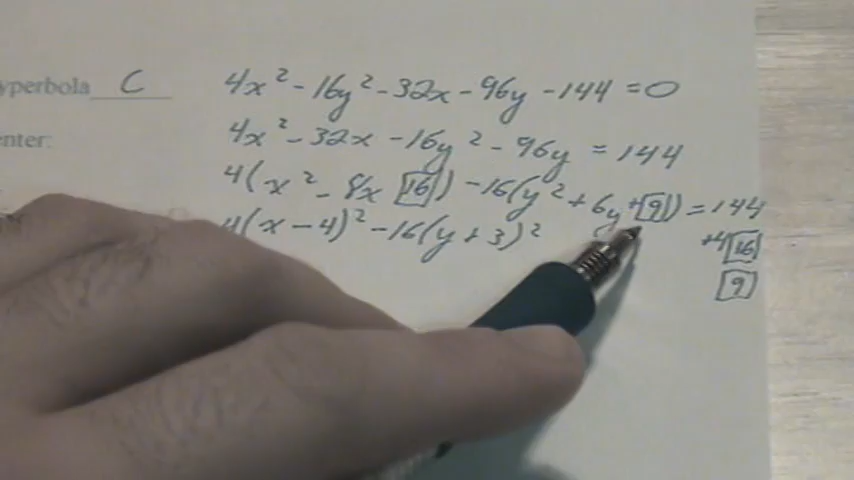 yperbola C 4x² - 16y² - 32x - 96y - 144 = 0
enter: 4x² - 32x - 16y² - 96y = 144
4(x² - 8x [16]) - 16(y² + 6y + [9]) = 144
4(x - 4)² - 16(y + 3)² +4[16]
[9]